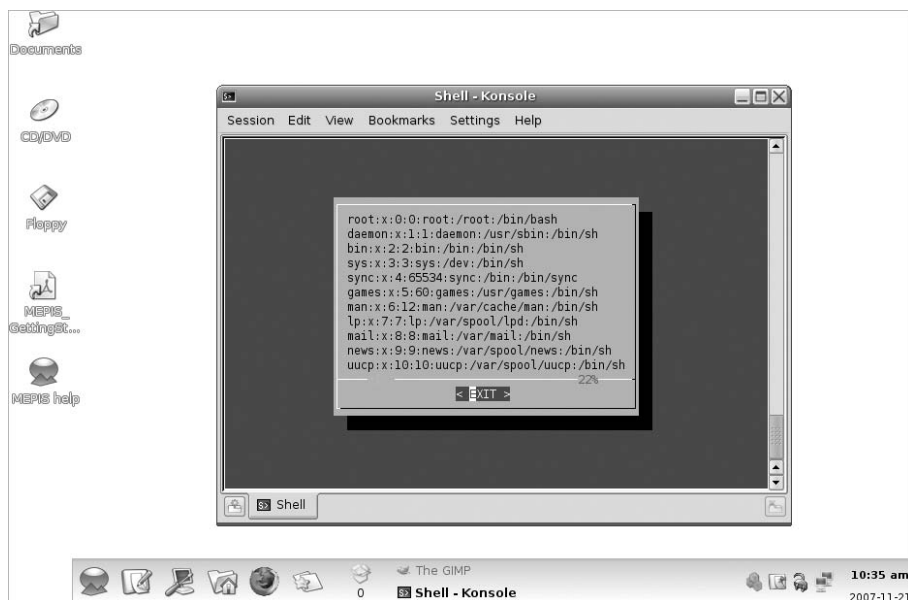 Documents
CD/DVD
Floppy
MEPIS_
GettingSt...
MEPIS help
Shell - Konsole
Session Edit View Bookmarks Settings Help
root:x:0:0:root:/root:/bin/bash
daemon:x:1:1:daemon:/usr/sbin:/bin/sh
bin:x:2:2:bin:/bin:/bin/sh
sys:x:3:3:sys:/dev:/bin/sh
sync:x:4:65534:sync:/bin:/bin/sync
games:x:5:60:games:/usr/games:/bin/sh
man:x:6:12:man:/var/cache/man:/bin/sh
lp:x:7:7:lp:/var/spool/lpd:/bin/sh
mail:x:8:8:mail:/var/mail:/bin/sh
news:x:9:9:news:/var/spool/news:/bin/sh
uucp:x:10:10:uucp:/var/spool/uucp:/bin/sh
22%
< EXIT >
Shell
0
The GIMP
Shell - Konsole
10:35 am
2007-11-21